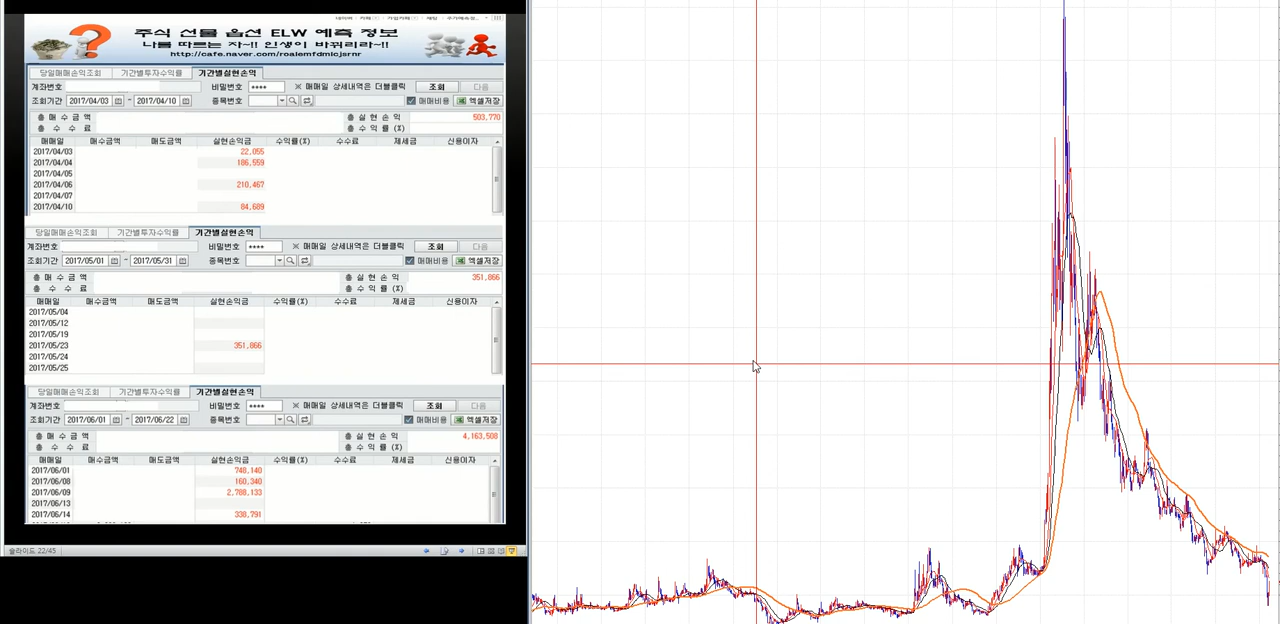 주식 선물 옵션 ELW 예측 정보
나를 따르는 자~!! 인생이 바뀌리라~!!
http://cafe.naver.com/roalemfdmlcjsrnr
당일매매손익조회 기간별투자수익률 기간별실현손익
계좌번호 비밀번호 **** ※ 매매일 상세내역은 더블클릭 조회 다음
조회기간 2017/04/03 ~ 2017/04/10 종목번호 매매비용 엑셀저장
총 매 수 금 액 총 실 현 손 익 503,770
총 수 수 료 총 수 익 률 (%)
매매일 매수금액 매도금액 실현손익금 수익률(%) 수수료 제세금 신용이자
2017/04/03 22,055
2017/04/04 186,559
2017/04/05
2017/04/06 210,467
2017/04/07
2017/04/10 84,689
당일매매손익조회 기간별투자수익률 기간별실현손익
계좌번호 비밀번호 **** ※ 매매일 상세내역은 더블클릭 조회 다음
조회기간 2017/05/01 ~ 2017/05/31 종목번호 매매비용 엑셀저장
총 매 수 금 액 총 실 현 손 익 351,866
총 수 수 료 총 수 익 률 (%)
매매일 매수금액 매도금액 실현손익금 수익률(%) 수수료 제세금 신용이자
2017/05/04
2017/05/12
2017/05/19
2017/05/23 351,866
2017/05/24
2017/05/25
당일매매손익조회 기간별투자수익률 기간별실현손익
계좌번호 비밀번호 **** ※ 매매일 상세내역은 더블클릭 조회 다음
조회기간 2017/06/01 ~ 2017/06/22 종목번호 매매비용 엑셀저장
총 매 수 금 액 총 실 현 손 익 4,163,508
총 수 수 료 총 수 익 률 (%)
매매일 매수금액 매도금액 실현손익금 수익률(%) 수수료 제세금 신용이자
2017/06/01 748,140
2017/06/08 160,340
2017/06/09 2,788,133
2017/06/13
2017/06/14 338,791
슬라이드 22/45